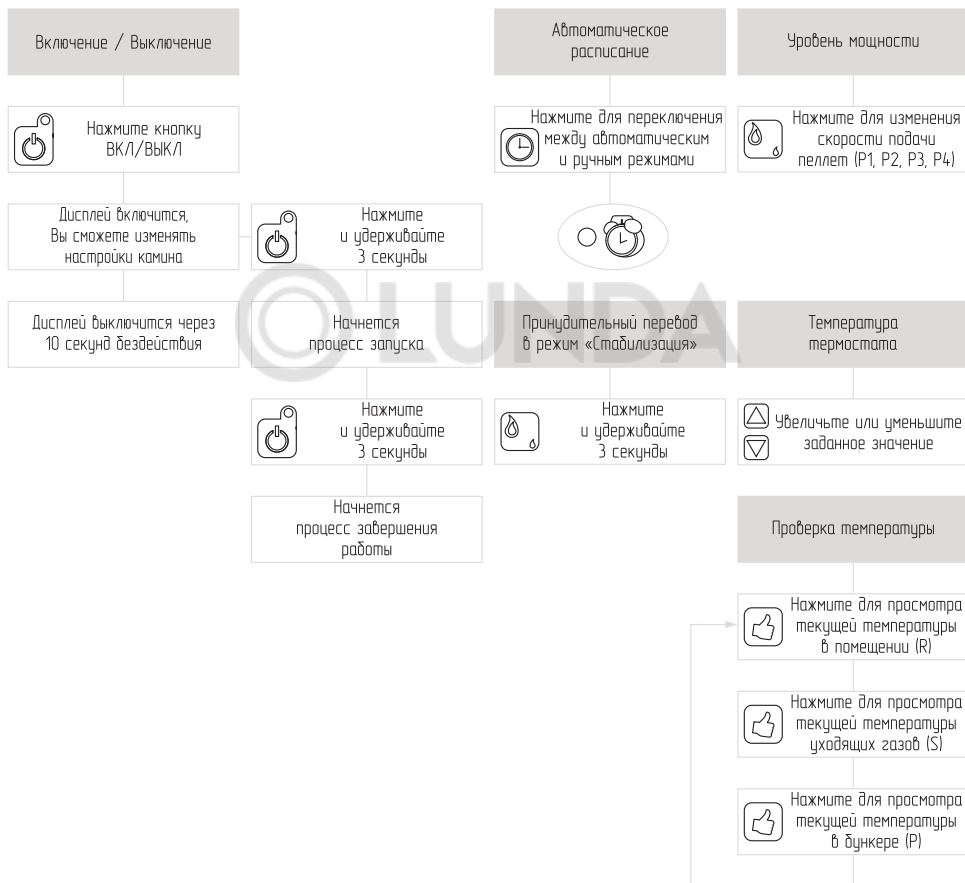 Включение / Выключение
Нажмите кнопку
ВКЛ/ВЫКЛ
Дисплей включится,
Вы сможете изменять
настройки камина
Дисплей выключится через
10 секунд бездействия
Нажмите
и удерживайте
3 секунды
Начнется
процесс запуска
Нажмите
и удерживайте
3 секунды
Начнется
процесс завершения
работы
Автоматическое
расписание
Нажмите для переключения
между автоматическим
и ручным режимами
Принудительный перевод
в режим «Стабилизация»
Нажмите
и удерживайте
3 секунды
Уровень мощности
Нажмите для изменения
скорости подачи
пеллет (P1, P2, P3, P4)
Температура
термостата
Увеличьте или уменьшите
заданное значение
Проверка температуры
Нажмите для просмотра
текущей температуры
в помещении (R)
Нажмите для просмотра
текущей температуры
уходящих газов (S)
Нажмите для просмотра
текущей температуры
в бункере (P)
LUNDA